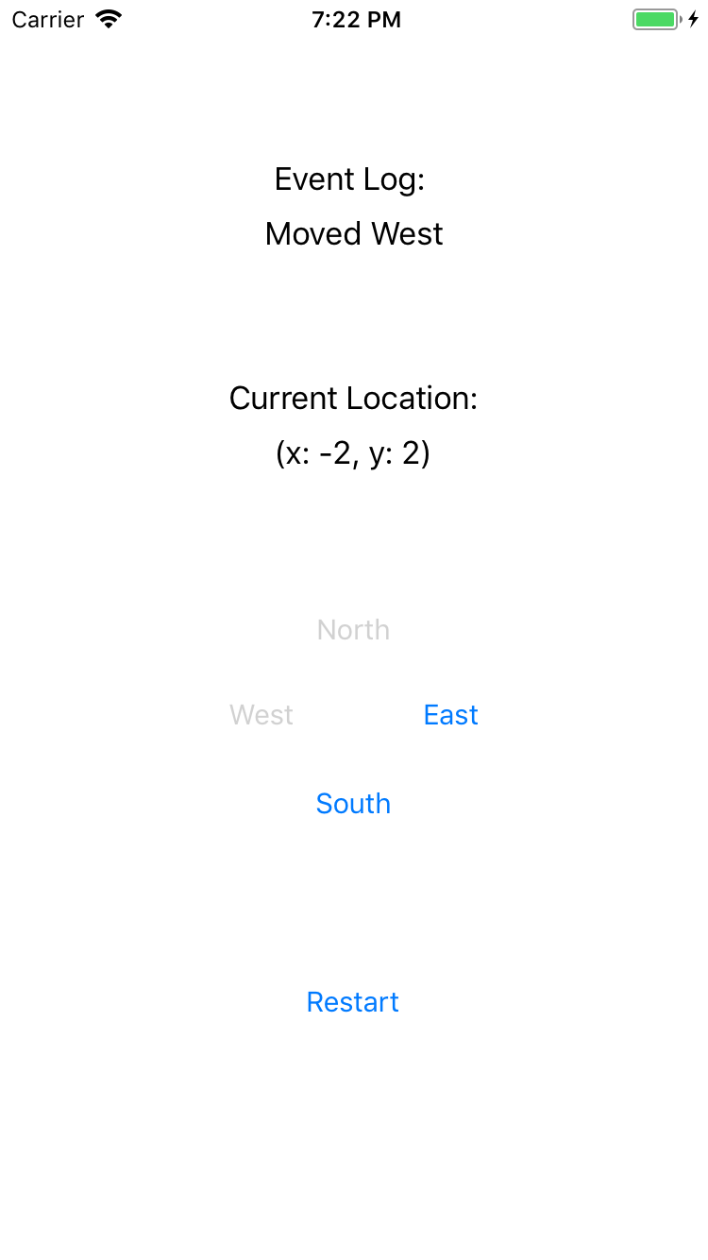 Carrier 7:22 PM
Event Log:
Moved West
Current Location:
(x: -2, y: 2)
North
West East
South
Restart